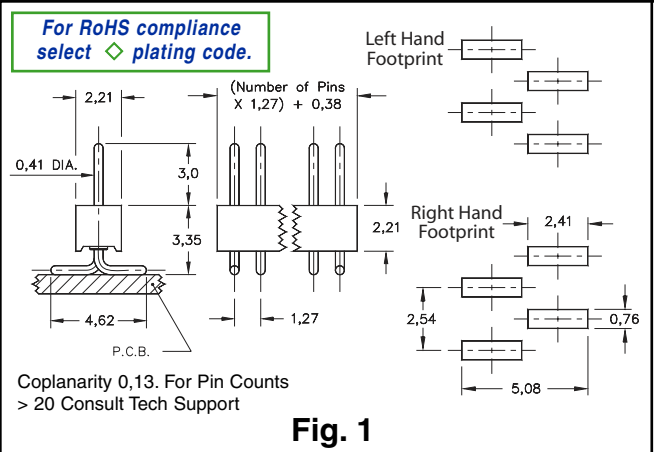 For RoHS compliance
select ◇ plating code.
2,21
(Number of Pins
X 1,27) + 0,38
0,41 DIA.
3,0
3,35
2,21
4,62
1,27
P.C.B.
Coplanarity 0,13. For Pin Counts
> 20 Consult Tech Support
Left Hand
Footprint
Right Hand
Footprint
2,41
2,54
0,76
5,08
Fig. 1